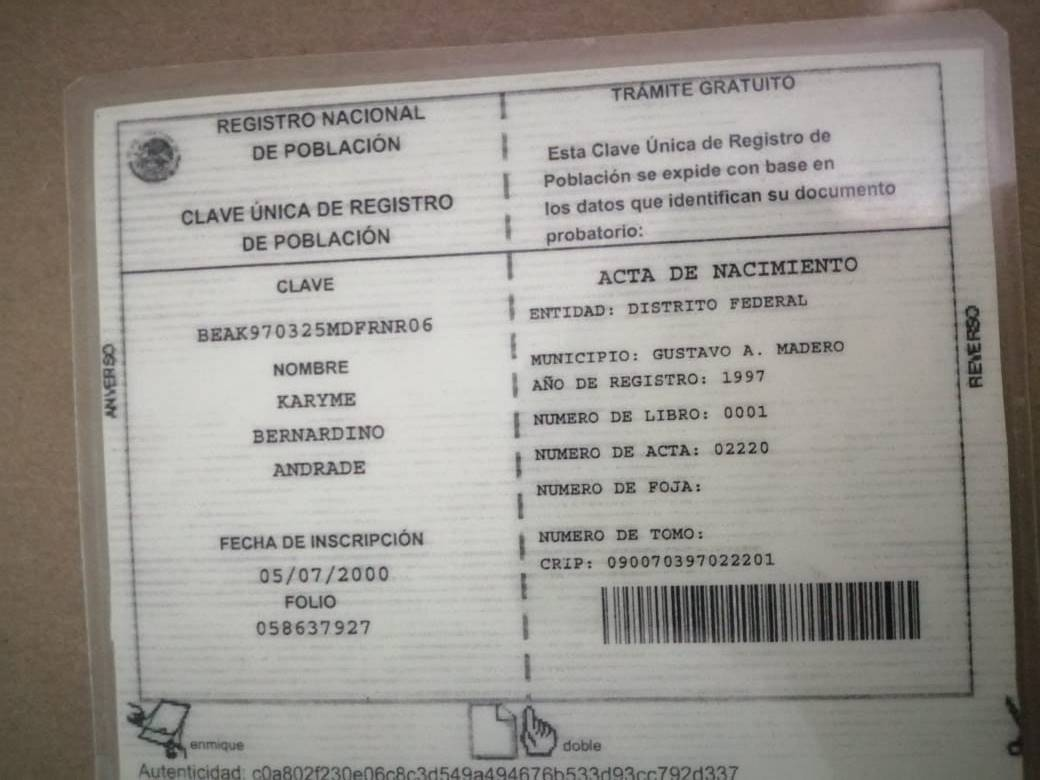 REGISTRO NACIONAL
DE POBLACIÓN
CLAVE ÚNICA DE REGISTRO
DE POBLACIÓN
CLAVE
BEAK970325MDFRNR06
NOMBRE
KARYME
BERNARDINO
ANDRADE
FECHA DE INSCRIPCIÓN
05/07/2000
FOLIO
058637927
ANVERSO
TRÁMITE GRATUITO
Esta Clave Única de Registro de
Población se expide con base en
los datos que identifican su documento
probatorio:
ACTA DE NACIMIENTO
ENTIDAD: DISTRITO FEDERAL
MUNICIPIO: GUSTAVO A. MADERO
AÑO DE REGISTRO: 1997
NUMERO DE LIBRO: 0001
NUMERO DE ACTA: 02220
NUMERO DE FOJA:
NUMERO DE TOMO:
CRIP: 090070397022201
REVERSO
enmique
doble
Autenticidad: c0a802f230e06c8c3d549a494676b533d93cc792d337